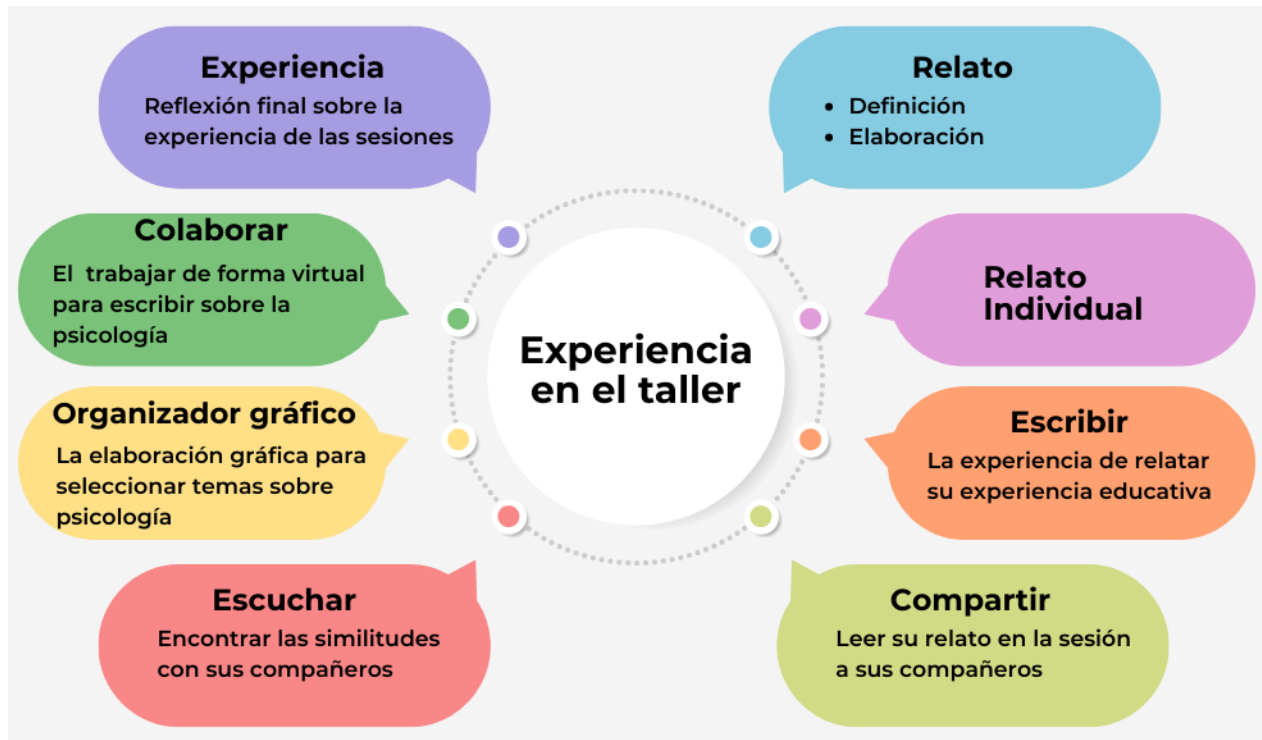 Experiencia
Reflexión final sobre la
experiencia de las sesiones
Relato
• Definición
• Elaboración
Colaborar
El trabajar de forma virtual
para escribir sobre la
psicología
Relato
Individual
Experiencia
en el taller
Organizador gráfico
La elaboración gráfica para
seleccionar temas sobre
psicología
Escribir
La experiencia de relatar
su experiencia educativa
Escuchar
Encontrar las similitudes
con sus compañeros
Compartir
Leer su relato en la sesión
a sus compañeros